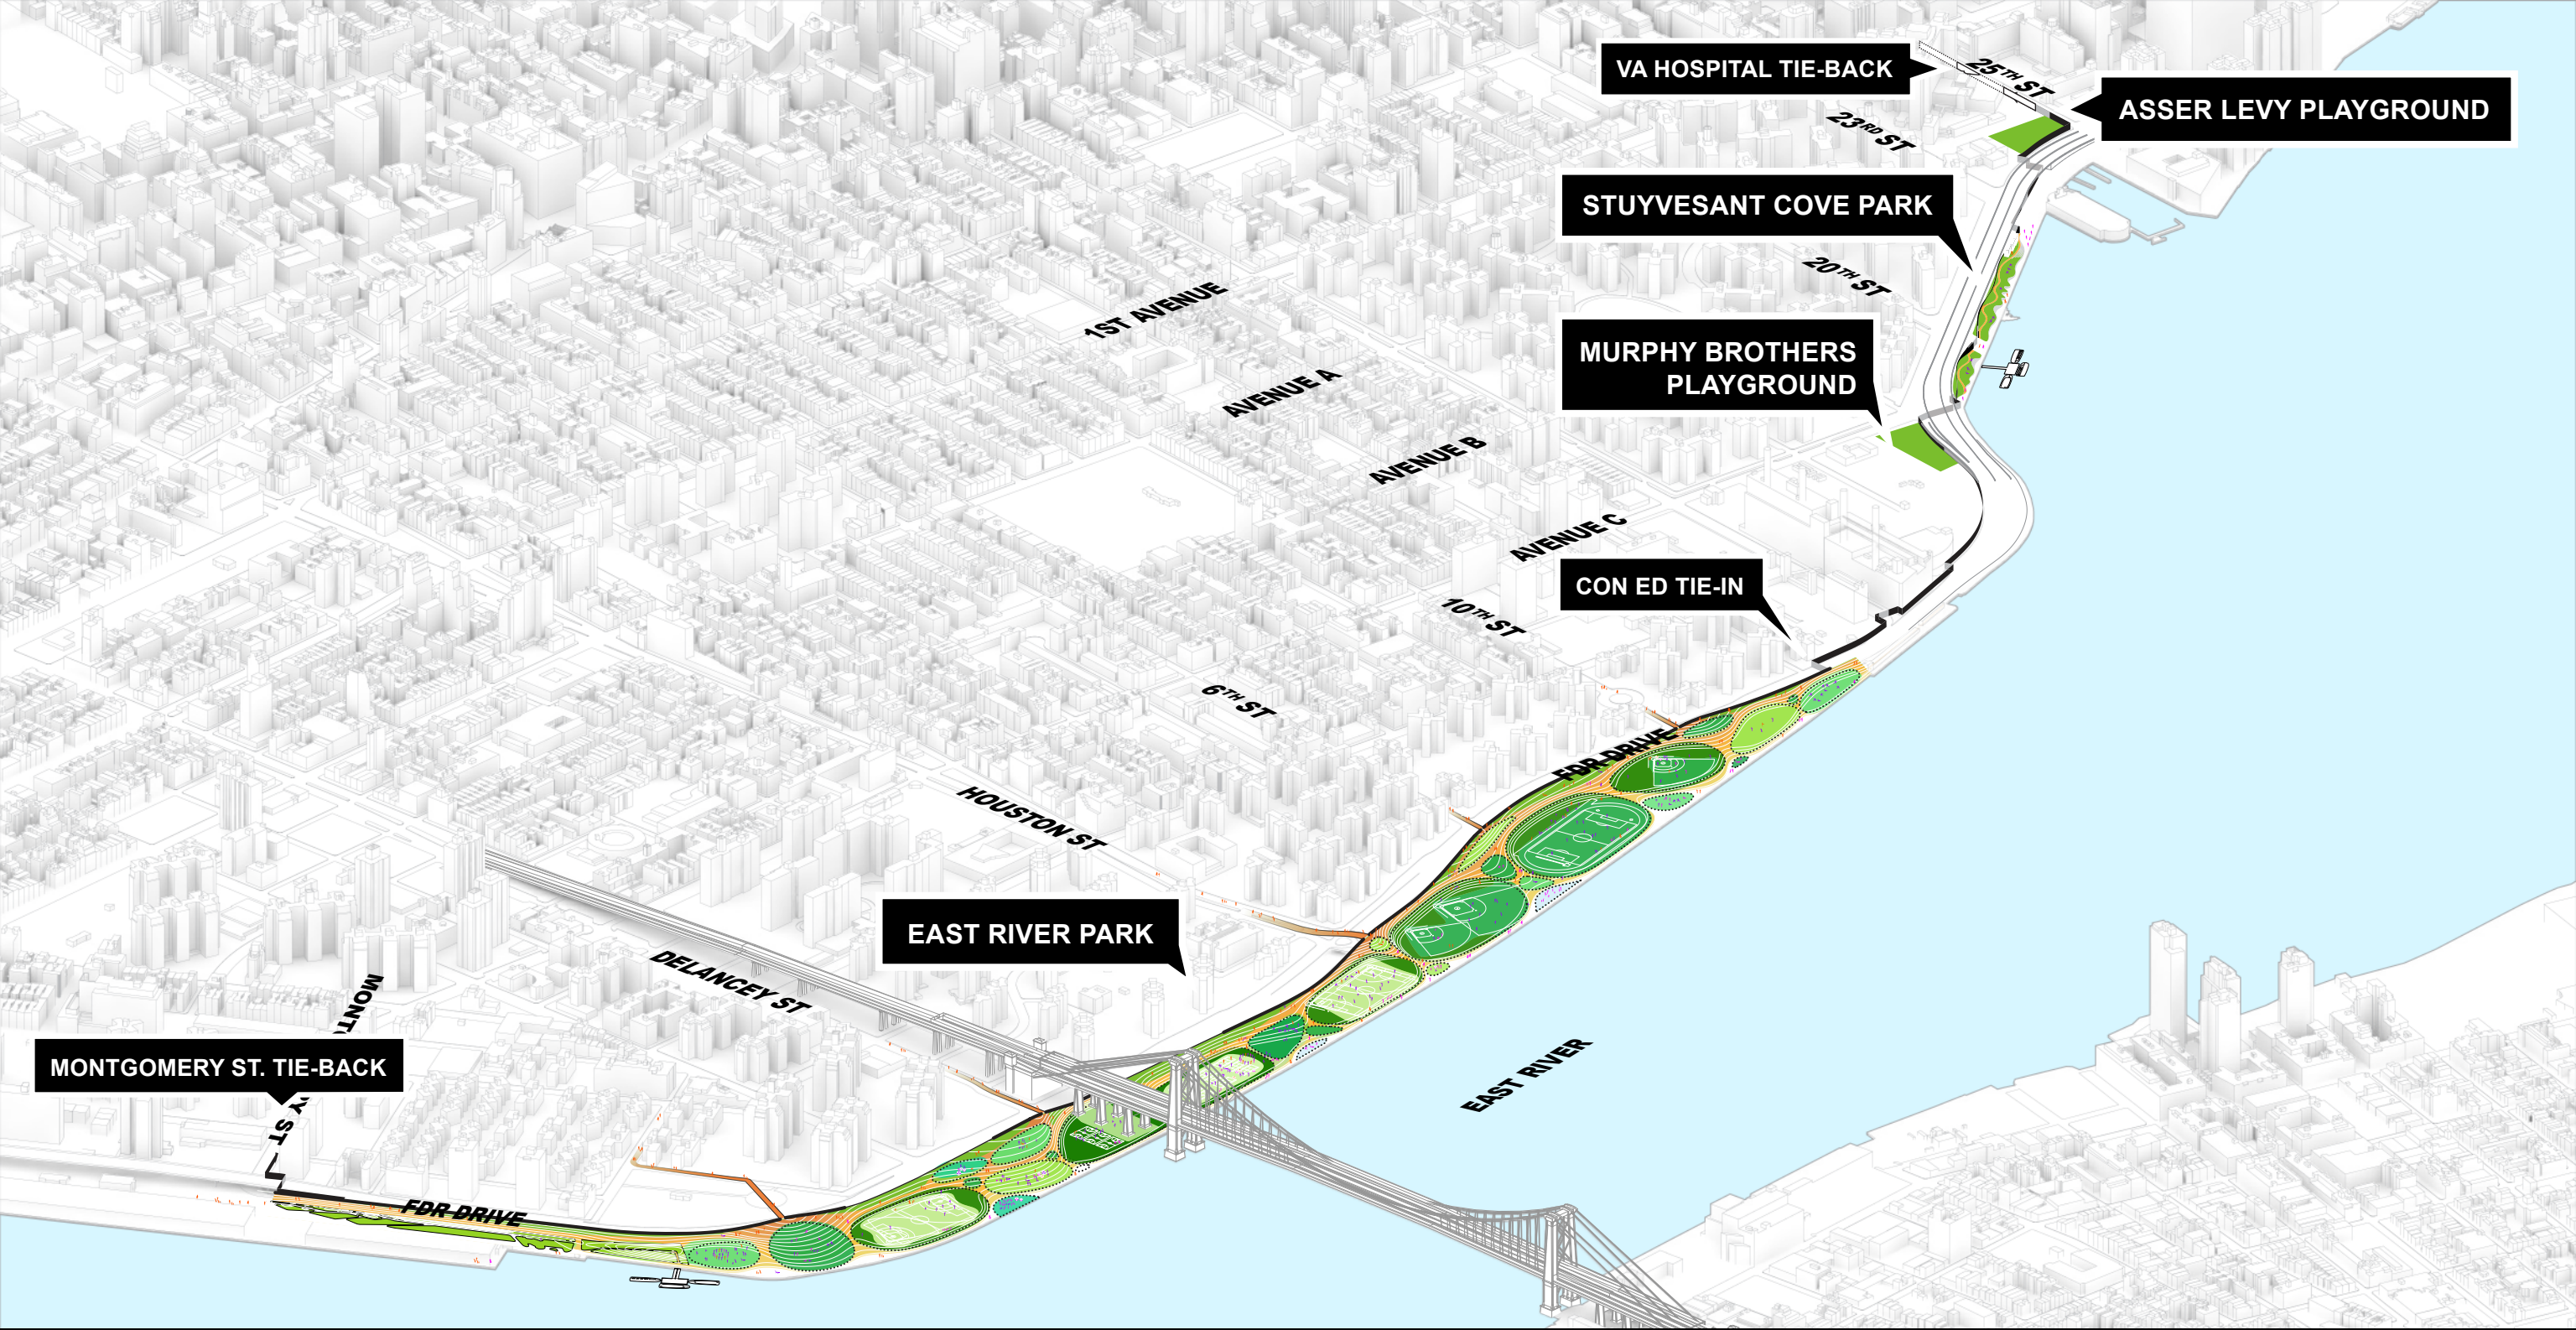 VA HOSPITAL TIE-BACK
25TH ST
ASSER LEVY PLAYGROUND
23RD ST
STUYVESANT COVE PARK
20TH ST
1ST AVENUE
MURPHY BROTHERS
PLAYGROUND
AVENUE A
AVENUE B
AVENUE C
CON ED TIE-IN
10TH ST
6TH ST
FDR DRIVE
HOUSTON ST
EAST RIVER PARK
DELANCEY ST
EAST RIVER
MONTGOMERY ST. TIE-BACK
FDR DRIVE